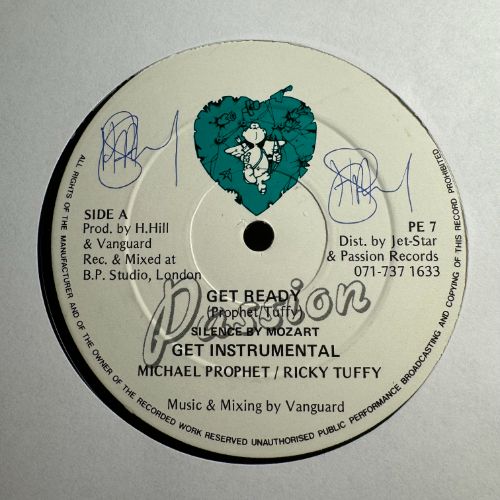 SIDE A
Prod. by H.Hill
& Vanguard
Rec. & Mixed at
B.P. Studio, London
PE 7
Dist. by Jet-Star
& Passion Records
071-737 1633
Passion
GET READY
(Prophet/Tuffy)
SILENCE BY MOZART
GET INSTRUMENTAL
MICHAEL PROPHET / RICKY TUFFY
Music & Mixing by Vanguard
ALL RIGHTS OF THE MANUFACTURER AND OF THE OWNER OF THE RECORDED WORK RESERVED UNAUTHORISED PUBLIC PERFORMANCE BROADCASTING AND COPYING OF THIS RECORD PROHIBITED